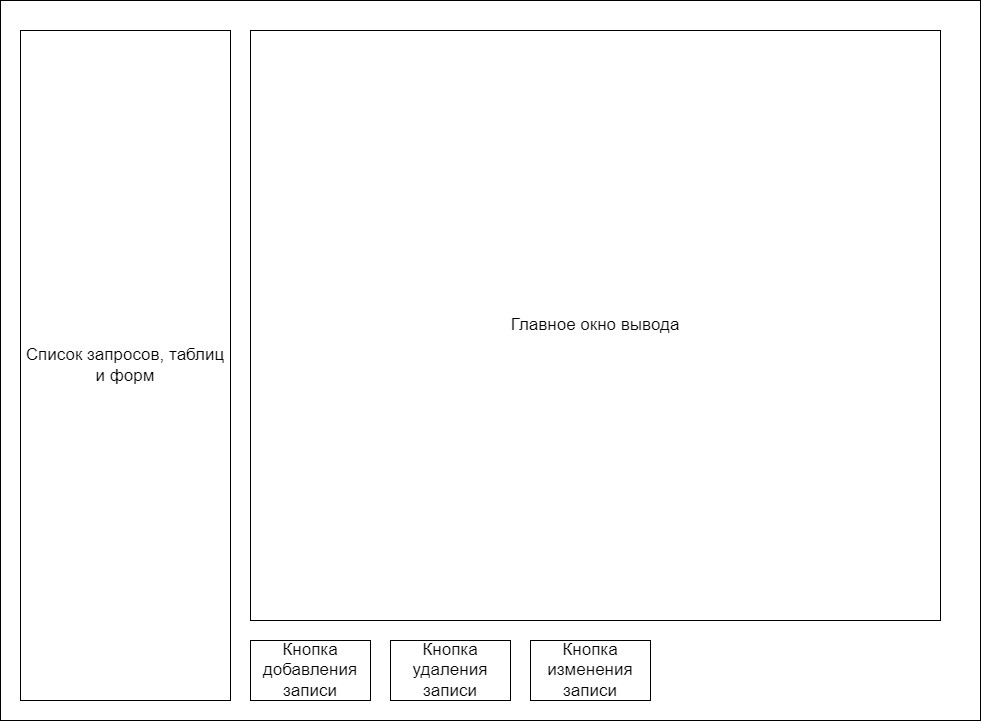 Список запросов, таблиц
и форм
Главное окно вывода
Кнопка
добавления
записи
Кнопка
удаления
записи
Кнопка
изменения
записи